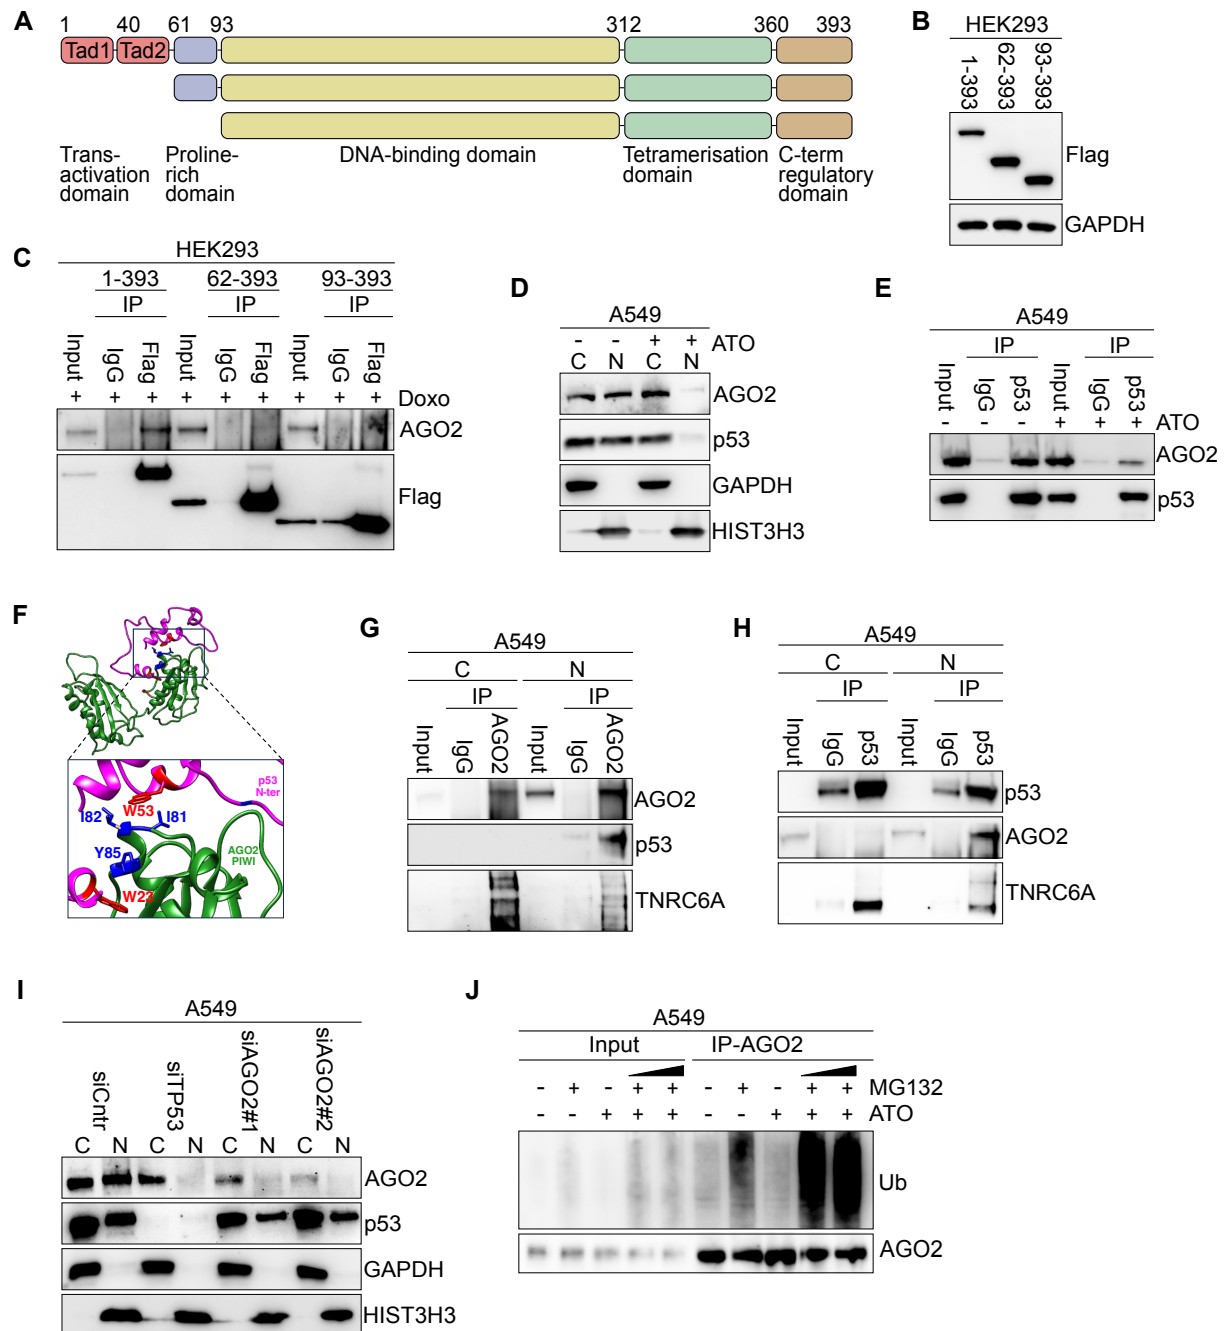 A
1 40 61 93 312 360 393
Tad1 Tad2
Trans-
activation
domain
Proline-
rich
domain
DNA-binding domain
Tetramerisation
domain
C-term
regulatory
domain
B
HEK293
1-393 62-393 93-393
Flag
GAPDH
C
HEK293
1-393 62-393 93-393
IP IP IP
Input IgG Flag Input IgG Flag Input IgG Flag
+ + + + + + + + + Doxo
AGO2
Flag
D
A549
- - + + ATO
C N C N
AGO2
p53
GAPDH
HIST3H3
E
A549
IP IP
Input IgG p53 Input IgG p53
- - - + + + ATO
AGO2
p53
F
p53
N-ter
W53
I82 I81
Y85
AGO2
PIWI
W23
G
A549
C N
IP IP
Input IgG AGO2 Input IgG AGO2
AGO2
p53
TNRC6A
H
A549
C N
IP IP
Input IgG p53 Input IgG p53
p53
AGO2
TNRC6A
I
A549
siCntr siTP53 siAGO2#1 siAGO2#2
C N C N C N C N
AGO2
p53
GAPDH
HIST3H3
J
A549
Input IP-AGO2
- + - + + - + - + + MG132
- - + + + - - + + + ATO
Ub
AGO2